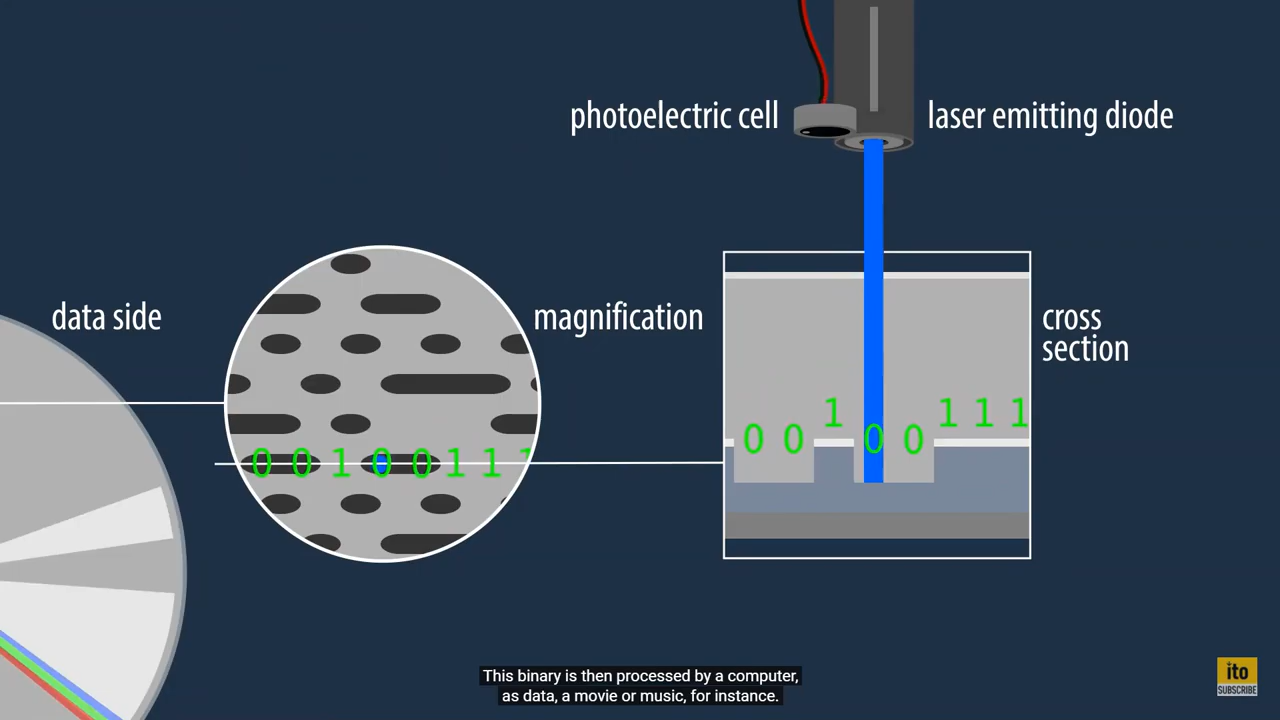 photoelectric cell
laser emitting diode
data side
magnification
cross
section
0 0 1 0 0 1 1
0 0 1 0 0 1 1 1
This binary is then processed by a computer,
as data, a movie or music, for instance.
ito
SUBSCRIBE